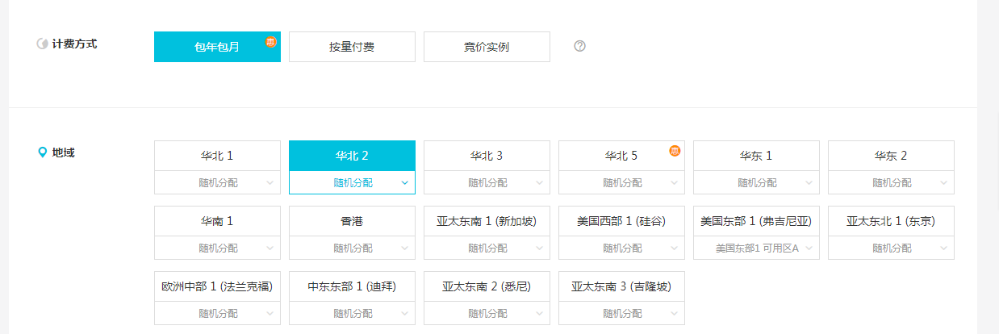 计费方式 包年包月 惠 按量付费 竞价实例 ?
地域 华北 1 华北 2 华北 3 华北 5 惠 华东 1 华东 2
随机分配 随机分配 随机分配 随机分配 随机分配 随机分配
华南 1 香港 亚太东南 1 (新加坡) 美国西部 1 (硅谷) 美国东部 1 (弗吉尼亚) 亚太东北 1 (东京)
随机分配 随机分配 随机分配 随机分配 美国东部1 可用区A 随机分配
欧洲中部 1 (法兰克福) 中东东部 1 (迪拜) 亚太东南 2 (悉尼) 亚太东南 3 (吉隆坡)
随机分配 随机分配 随机分配 随机分配